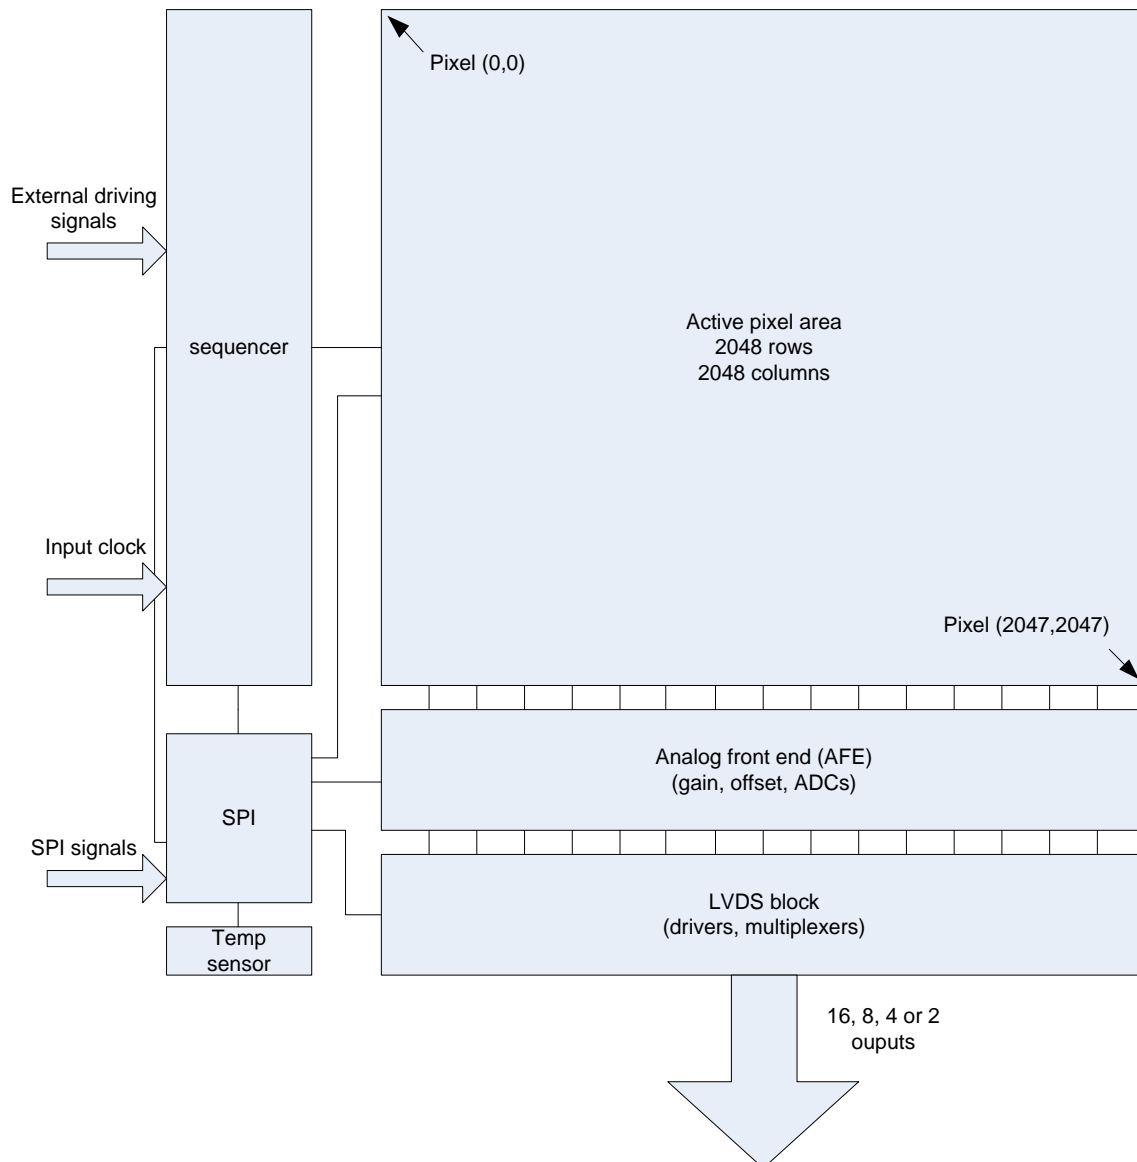 Pixel (0,0)
External driving
signals
sequencer
Active pixel area
2048 rows
2048 columns
Input clock
Pixel (2047,2047)
Analog front end (AFE)
(gain, offset, ADCs)
SPI
SPI signals
LVDS block
(drivers, multiplexers)
Temp
sensor
16, 8, 4 or 2
ouputs